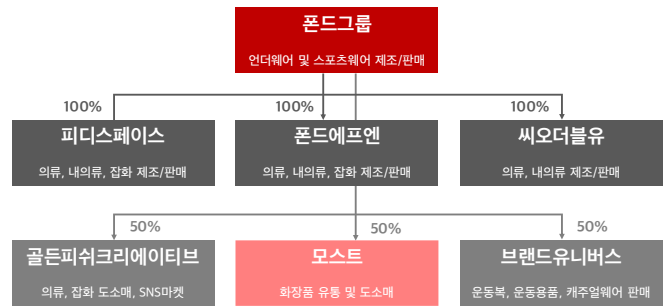 폰드그룹
언더웨어 및 스포츠웨어 제조/판매
100%
100%
100%
피디스페이스
의류, 내의류, 잡화 제조/판매
폰드에프엔
의류, 내의류, 잡화 제조/판매
씨오더블유
의류, 내의류 제조/판매
50%
50%
50%
골든피쉬크리에이티브
의류, 잡화 도소매, SNS마켓
모스트
화장품 유통 및 도소매
브랜드유니버스
운동복, 운동용품, 캐주얼웨어 판매